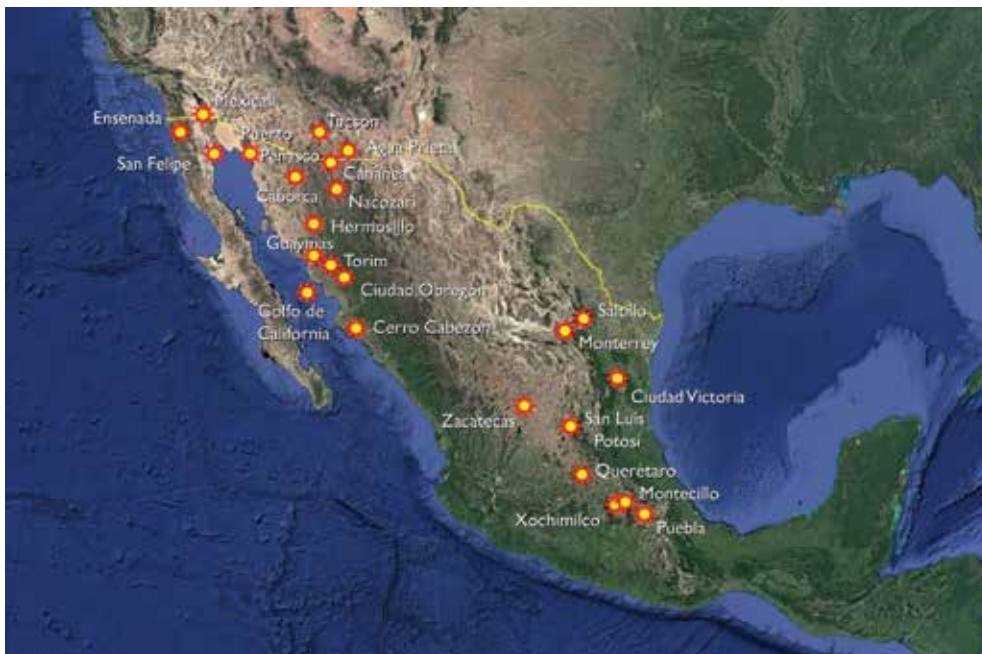 Mexicali
Ensenada
Tucson
Puerto
Peñasco
Agua Prieta
San Felipe
Cananea
Caborca
Nacozari
Hermosillo
Guaymas
Torim
Ciudad Obregón
Golfo de
California
Cerro Cabezón
Saltillo
Monterrey
Ciudad Victoria
Zacatecas
San Luis
Potosí
Queretaro
Montecillo
Xochimilco
Puebla